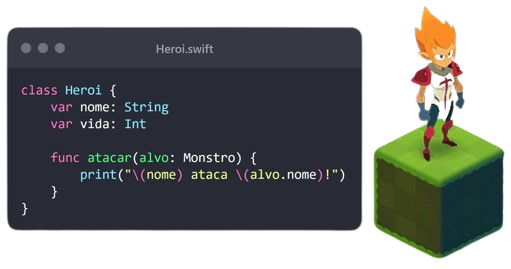 Heroi.swift
class Heroi {
    var nome: String
    var vida: Int

    func atacar(alvo: Monstro) {
        print("\(nome) ataca \(alvo.nome)!")
    }
}